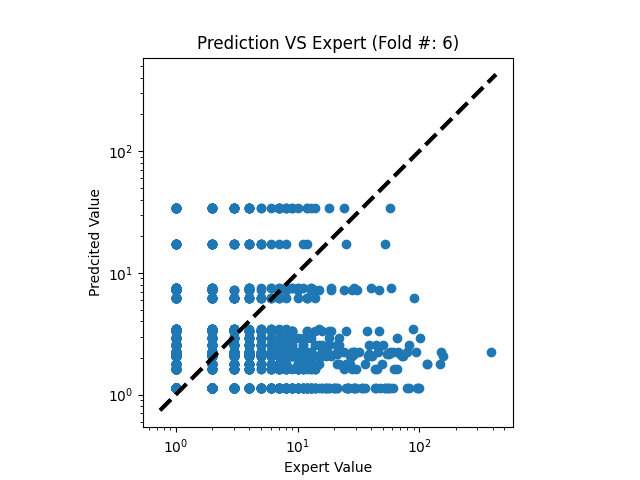 Prediction VS Expert (Fold #: 6)
Predcited Value
10²
10¹
10⁰
10⁰ 10¹ 10²
Expert Value